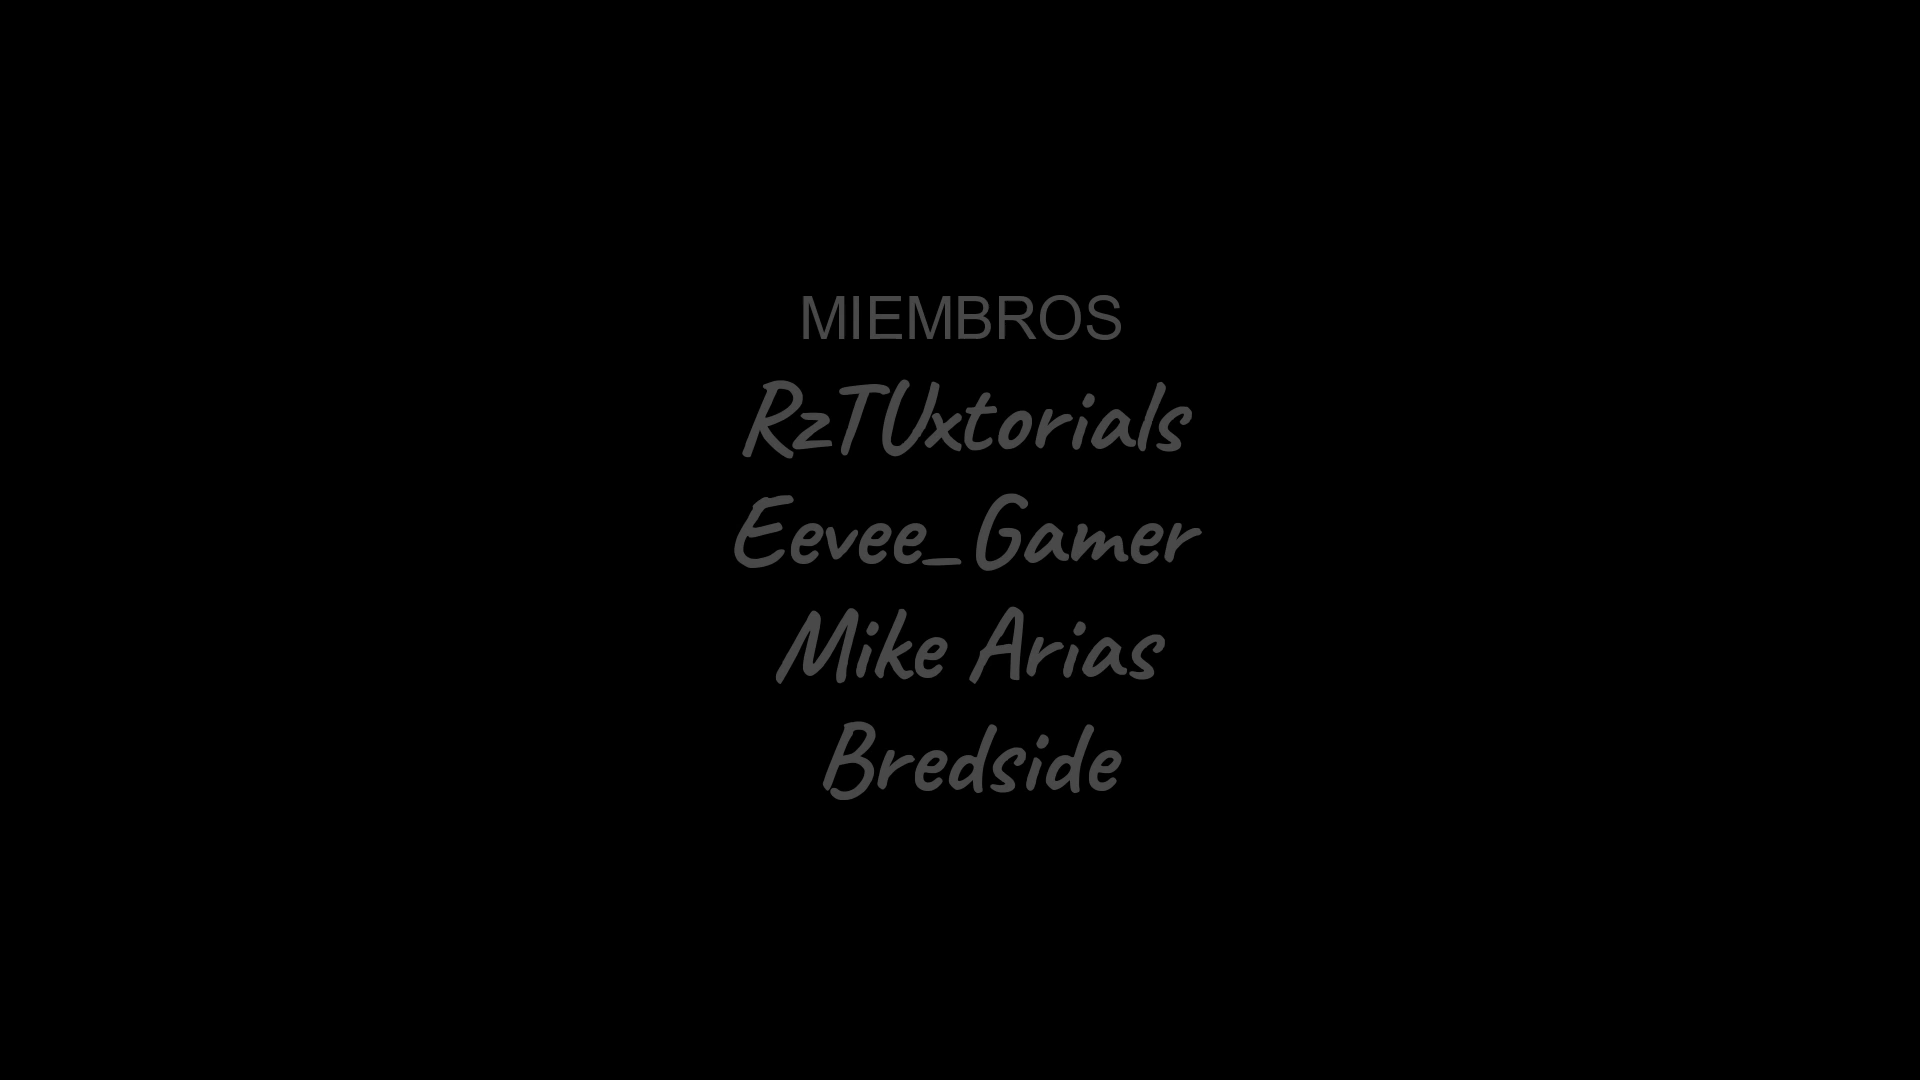 MIEMBROS
RzTUxtorials
Eevee_Gamer
Mike Arias
Bredside